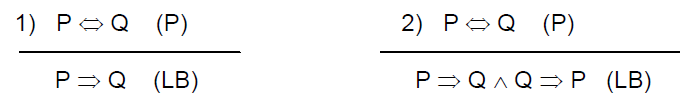 1) P ⇔ Q (P)
P ⇒ Q (LB)
2) P ⇔ Q (P)
P ⇒ Q ∧ Q ⇒ P (LB)